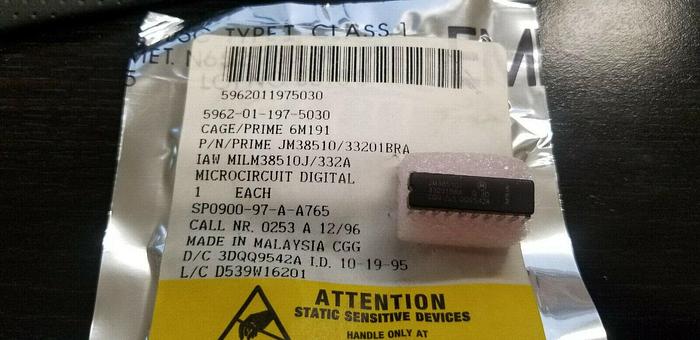 TYPE I, CLASS 1
5962011975030
5962-01-197-5030
CAGE/PRIME 6M191
P/N/PRIME JM38510/33201BRA
IAW MILM38510J/332A
MICROCIRCUIT DIGITAL
1 EACH
SP0900-97-A-A765
CALL NR. 0253 A 12/96
MADE IN MALAYSIA CGG
D/C 3DQQ9542A I.D. 10-19-95
L/C D539W16201
ATTENTION
STATIC SENSITIVE DEVICES
HANDLE ONLY AT